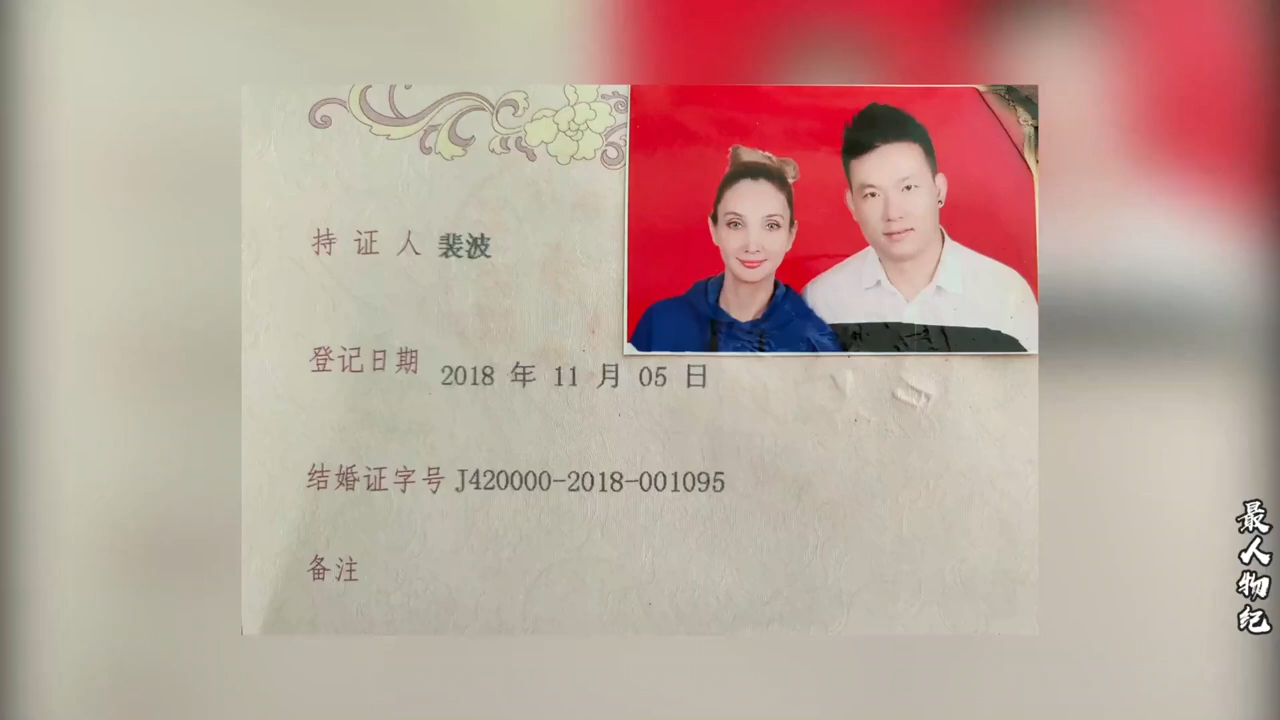 持证人 裴波
登记日期 2018 年 11 月 05 日
结婚证字号 J420000-2018-001095
备注
最人物纪